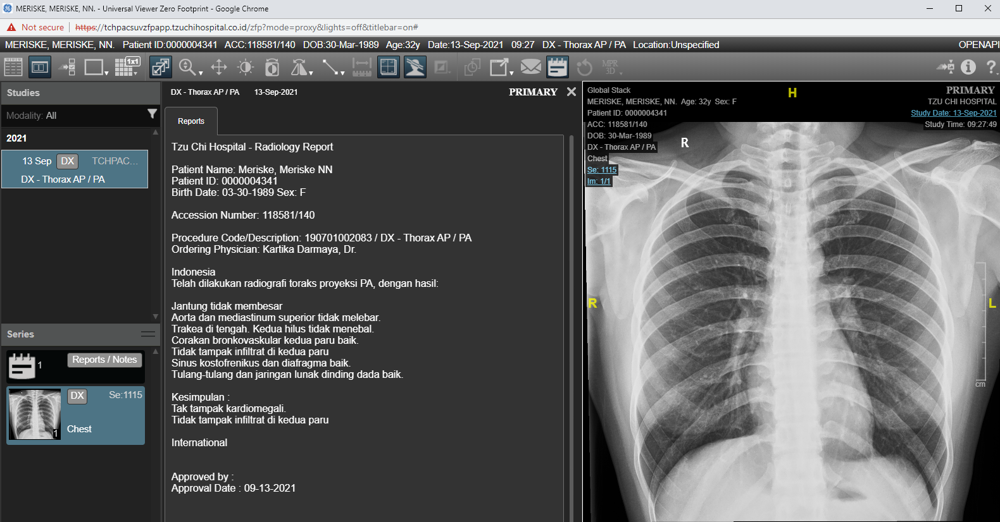 MERISKE, MERISKE, NN. - Universal Viewer Zero Footprint - Google Chrome
Not secure | https://tchpacsuvzfpapp.tzuchihospital.co.id/zfp?mode=proxy&lights=off&titlebar=on#
MERISKE, MERISKE, NN. Patient ID:0000004341 ACC:118581/140 DOB:30-Mar-1989 Age:32y Date:13-Sep-2021 09:27 DX - Thorax AP / PA Location:Unspecified OPENAPI
1x1
MPR
3D
Studies
Modality: All
2021
13 Sep DX TCHPAC...
DX - Thorax AP / PA
Series
1 Reports / Notes
DX Se:1115
Chest
1
DX - Thorax AP / PA 13-Sep-2021 PRIMARY
Reports
Tzu Chi Hospital - Radiology Report
Patient Name: Meriske, Meriske NN
Patient ID: 0000004341
Birth Date: 03-30-1989 Sex: F
Accession Number: 118581/140
Procedure Code/Description: 190701002083 / DX - Thorax AP / PA
Ordering Physician: Kartika Darmaya, Dr.
Indonesia
Telah dilakukan radiografi toraks proyeksi PA, dengan hasil:
Jantung tidak membesar
Aorta dan mediastinum superior tidak melebar.
Trakea di tengah. Kedua hilus tidak menebal.
Corakan bronkovaskular kedua paru baik.
Tidak tampak infiltrat di kedua paru
Sinus kostofrenikus dan diafragma baik.
Tulang-tulang dan jaringan lunak dinding dada baik.
Kesimpulan :
Tak tampak kardiomegali.
Tidak tampak infiltrat di kedua paru
International
Approved by :
Approval Date : 09-13-2021
Global Stack
MERISKE, MERISKE, NN. Age: 32y Sex: F
Patient ID: 0000004341
ACC: 118581/140
DOB: 30-Mar-1989
DX - Thorax AP / PA
Chest
Se: 1115
Im: 1/1
H
PRIMARY
TZU CHI HOSPITAL
Study Date: 13-Sep-2021
Study Time: 09:27:49
R
R
L
cm